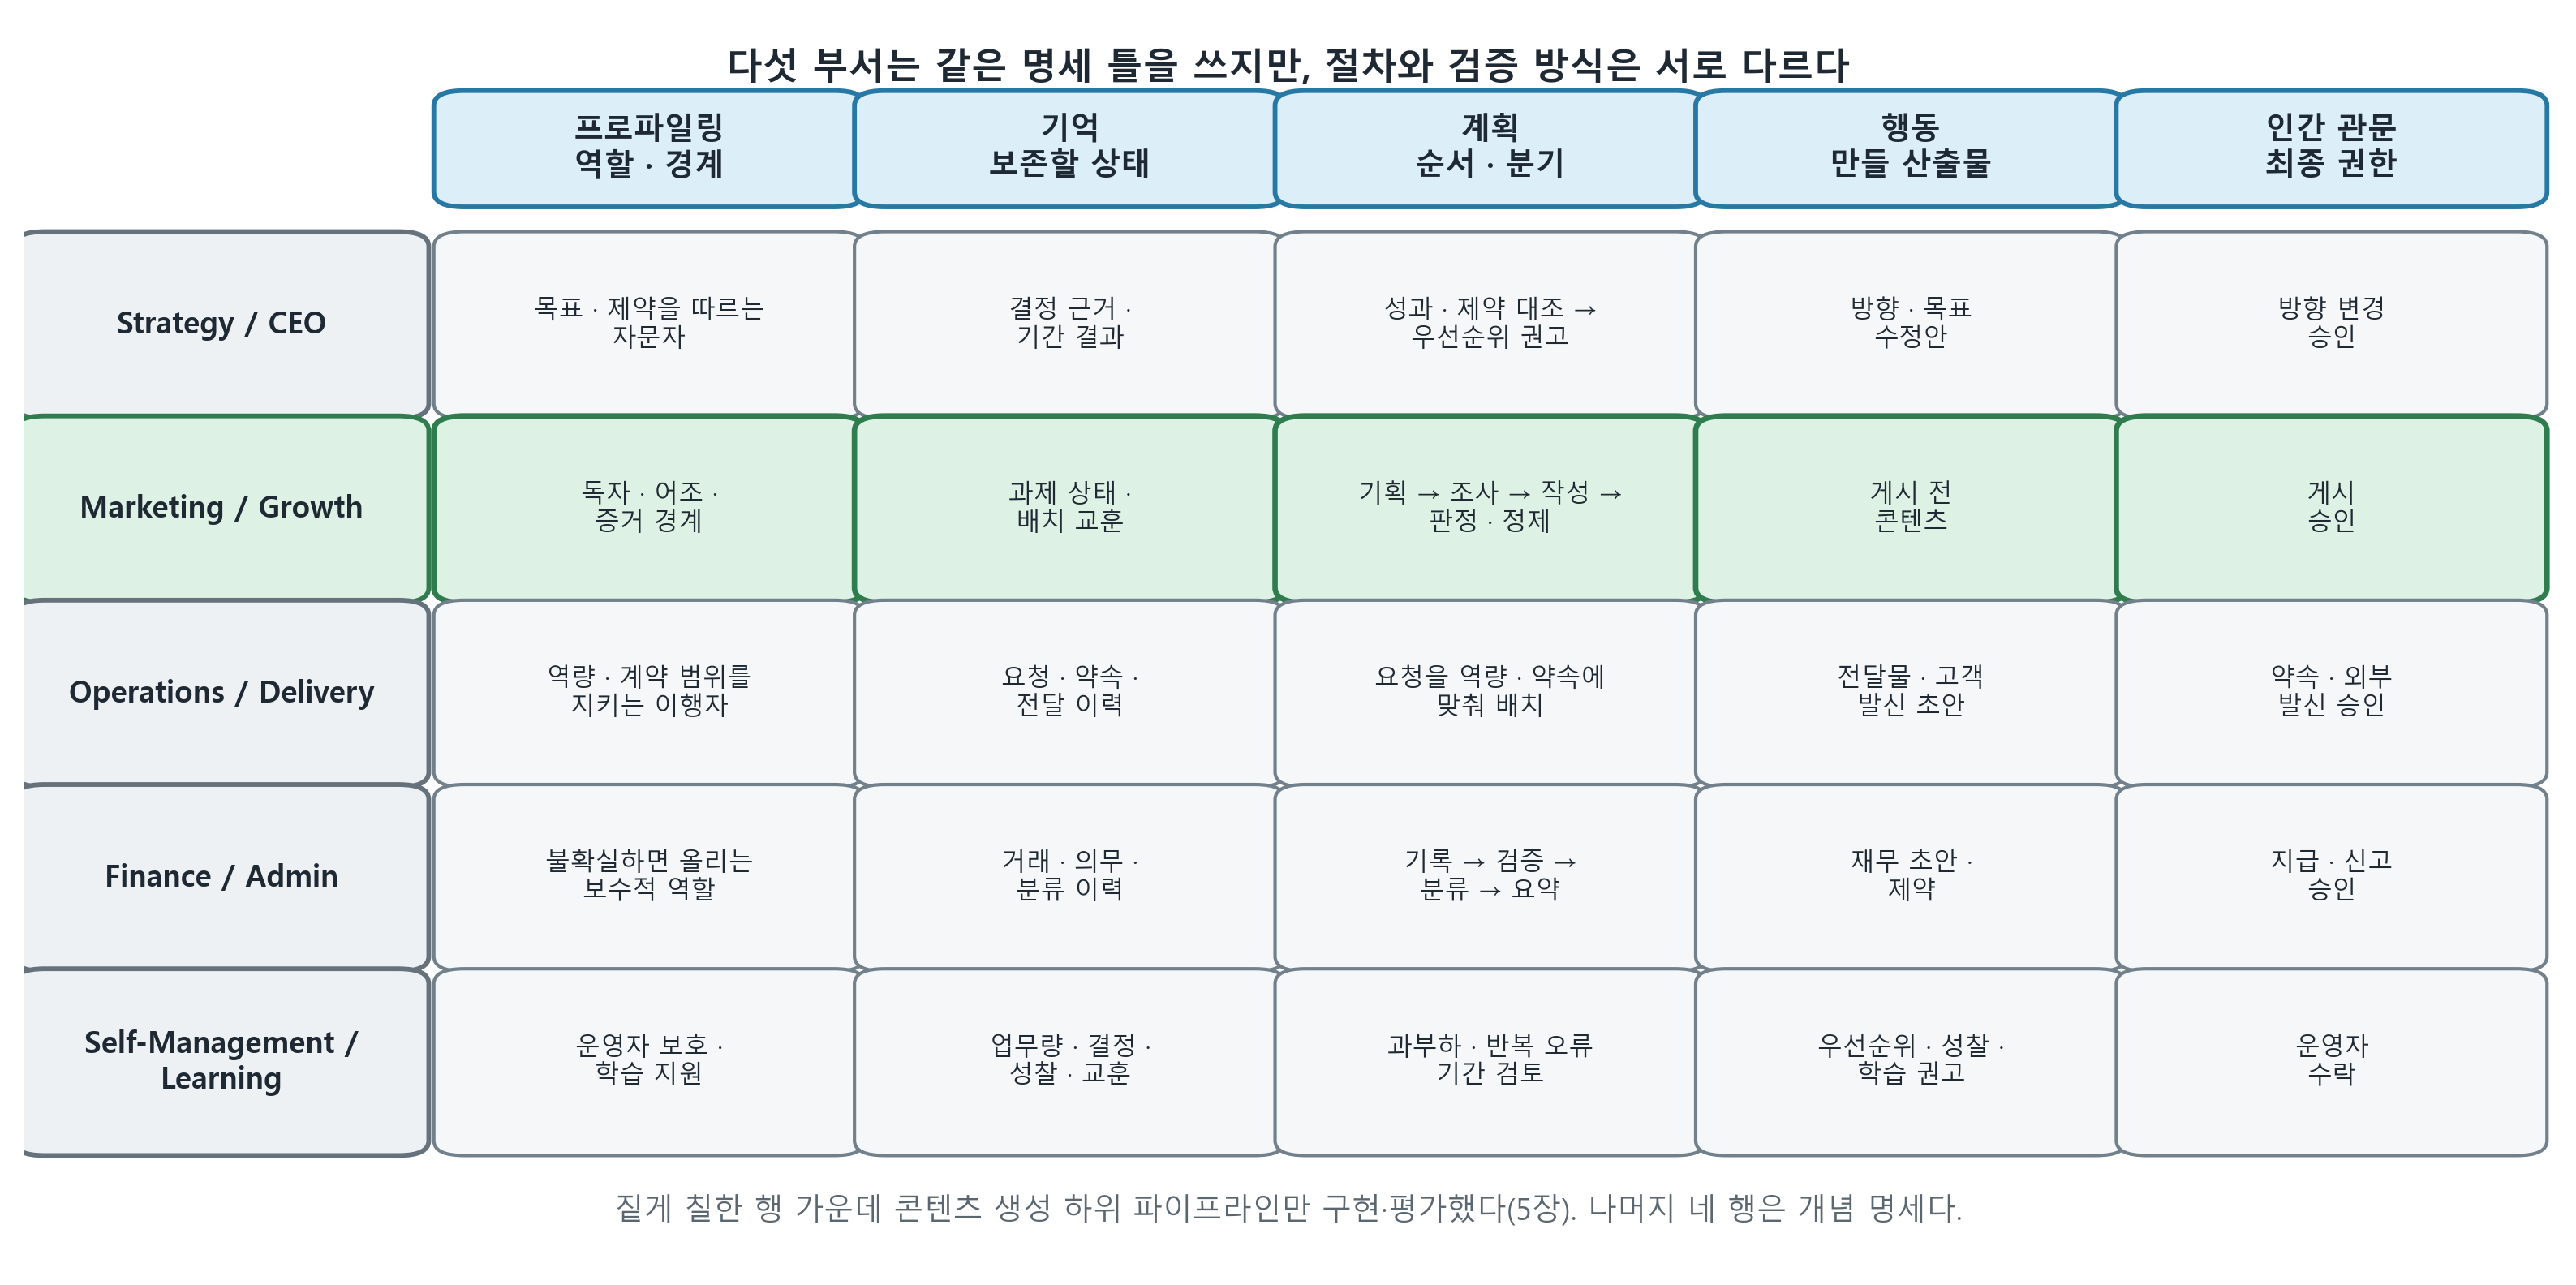 다섯 부서는 같은 명세 틀을 쓰지만, 절차와 검증 방식은 서로 다르다
프로파일링
역할 · 경계
기억
보존할 상태
계획
순서 · 분기
행동
만들 산출물
인간 관문
최종 권한
Strategy / CEO
목표 · 제약을 따르는
자문자
결정 근거 ·
기간 결과
성과 · 제약 대조 →
우선순위 권고
방향 · 목표
수정안
방향 변경
승인
Marketing / Growth
독자 · 어조 ·
증거 경계
과제 상태 ·
배치 교훈
기획 → 조사 → 작성 →
판정 · 정제
게시 전
콘텐츠
게시
승인
Operations / Delivery
역량 · 계약 범위를
지키는 이행자
요청 · 약속 ·
전달 이력
요청을 역량 · 약속에
맞춰 배치
전달물 · 고객
발신 초안
약속 · 외부
발신 승인
Finance / Admin
불확실하면 올리는
보수적 역할
거래 · 의무 ·
분류 이력
기록 → 검증 →
분류 → 요약
재무 초안 ·
제약
지급 · 신고
승인
Self-Management /
Learning
운영자 보호 ·
학습 지원
업무량 · 결정 ·
성찰 · 교훈
과부하 · 반복 오류
기간 검토
우선순위 · 성찰 ·
학습 권고
운영자
수락
짙게 칠한 행 가운데 콘텐츠 생성 하위 파이프라인만 구현·평가했다(5장). 나머지 네 행은 개념 명세다.